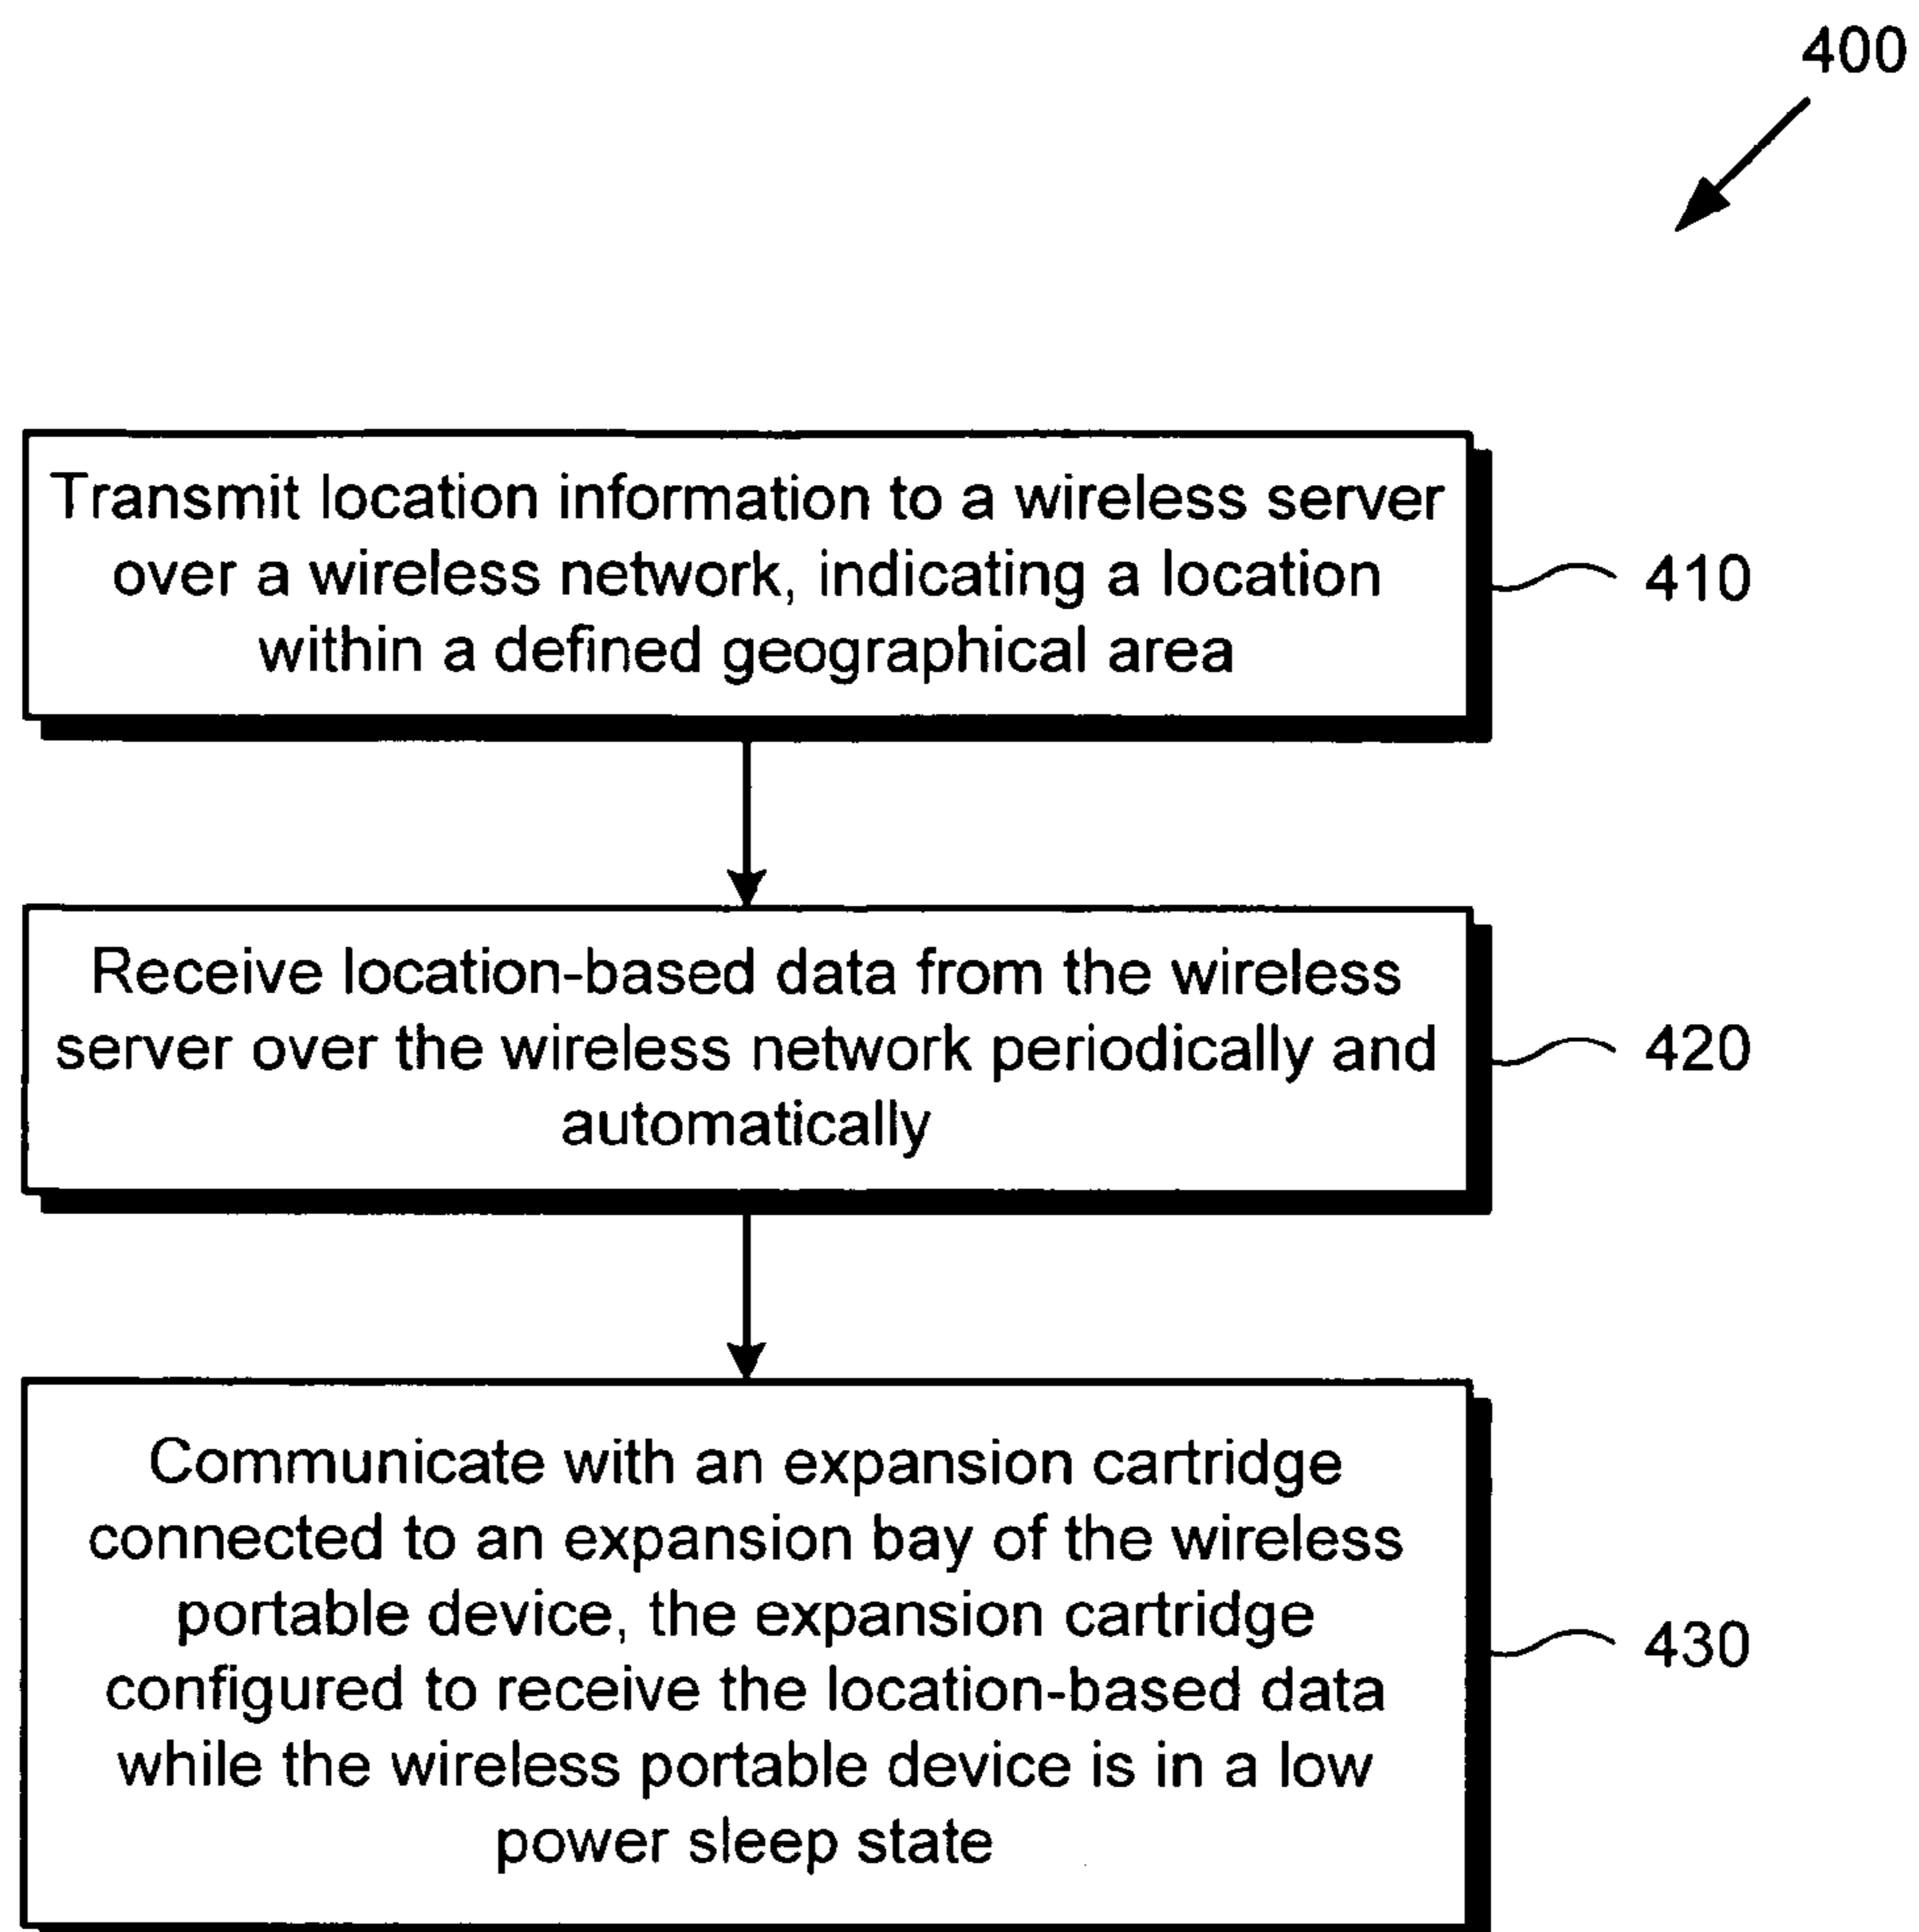 400
Transmit location information to a wireless server
over a wireless network, indicating a location
within a defined geographical area
410
Receive location-based data from the wireless
server over the wireless network periodically and
automatically
420
Communicate with an expansion cartridge
connected to an expansion bay of the wireless
portable device, the expansion cartridge
configured to receive the location-based data
while the wireless portable device is in a low
power sleep state
430